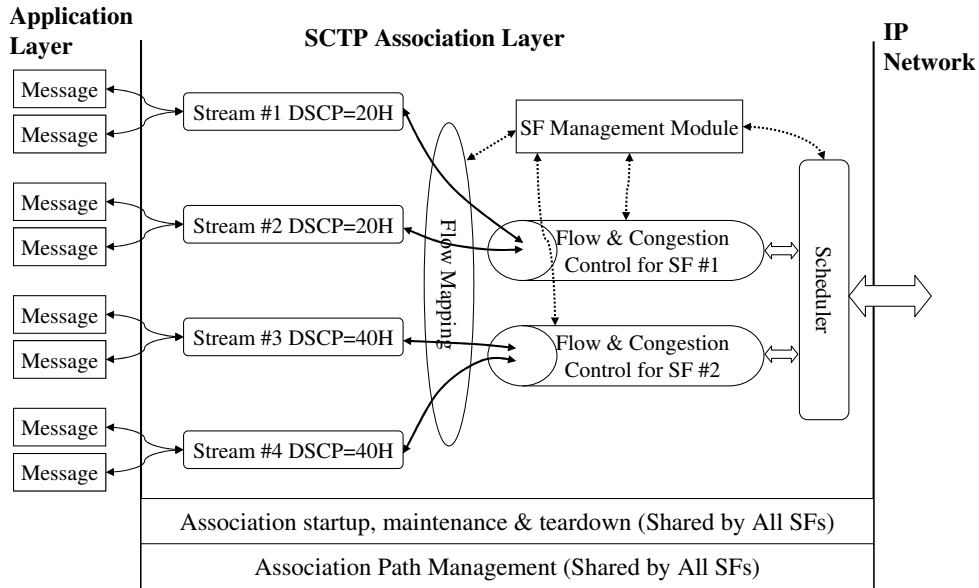 Application
Layer
SCTP Association Layer
IP
Network
Message
Message
Stream #1 DSCP=20H
SF Management Module
Message
Message
Stream #2 DSCP=20H
Flow Mapping
Flow & Congestion
Control for SF #1
Scheduler
Message
Message
Stream #3 DSCP=40H
Flow & Congestion
Control for SF #2
Message
Message
Stream #4 DSCP=40H
Association startup, maintenance & teardown (Shared by All SFs)
Association Path Management (Shared by All SFs)